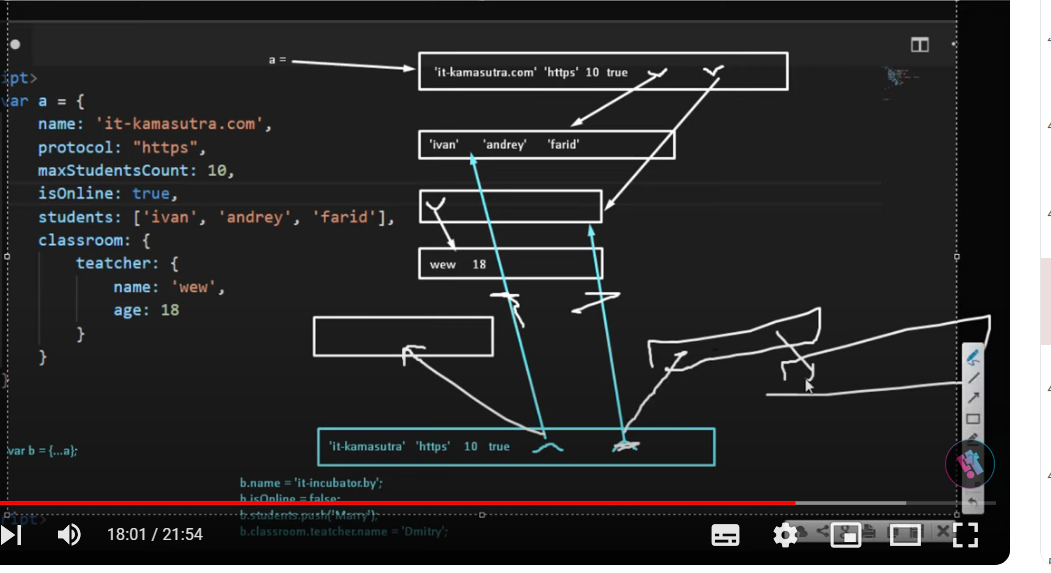 ipt>
var a = {
name: 'it-kamasutra.com',
protocol: "https",
maxStudentsCount: 10,
isOnline: true,
students: ['ivan', 'andrey', 'farid'],
classroom: {
teatcher: {
name: 'wew',
age: 18
}
}
}
a =
'it-kamasutra.com' 'https' 10 true
'ivan' 'andrey' 'farid'
wew 18
'it-kamasutra' 'https' 10 true
var b = {...a};
b.name = 'it-incubator.by';
b.isOnline = false;
b.students.push('Marry');
b.classroom.teatcher.name = 'Dmitry';
ript>
18:01 / 21:54